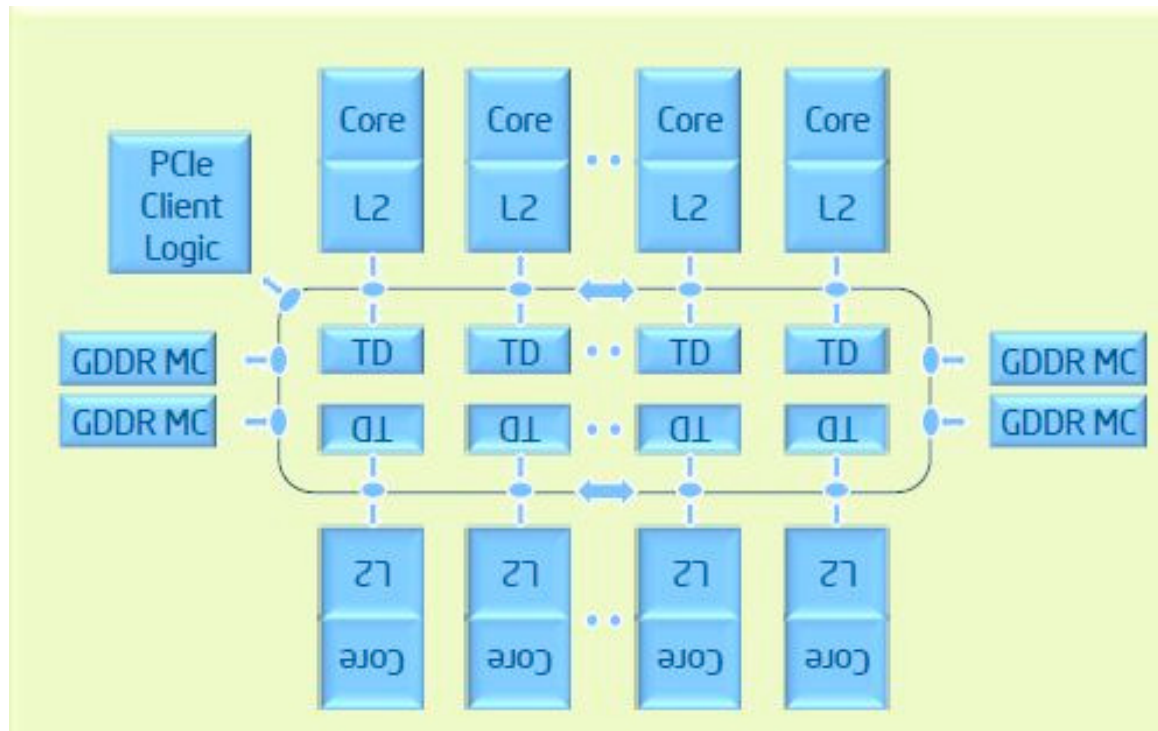 Core Core Core Core
PCIe
Client
Logic
L2 L2 L2 L2
GDDR MC TD TD TD TD GDDR MC
GDDR MC TD TD TD TD GDDR MC
L2 L2 L2 L2
Core Core Core Core